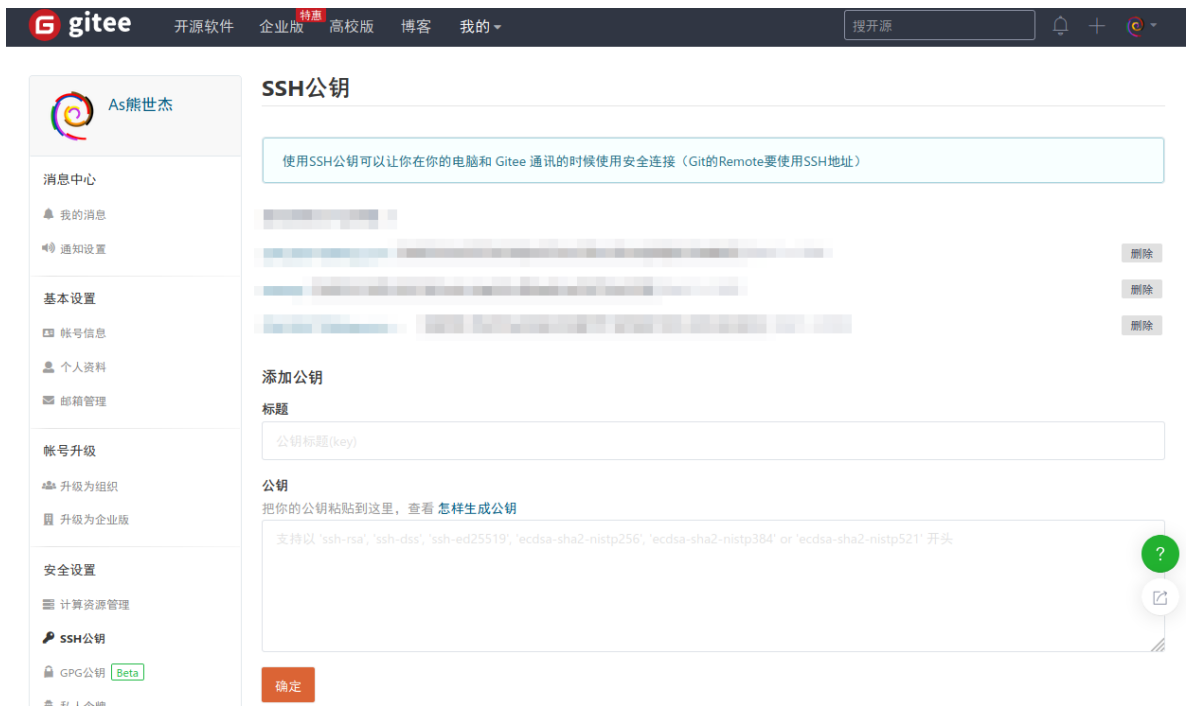 gitee 开源软件 企业版 特惠 高校版 博客 我的 搜开源
As熊世杰
消息中心
我的消息
通知设置
基本设置
帐号信息
个人资料
邮箱管理
帐号升级
升级为组织
升级为企业版
安全设置
计算资源管理
SSH公钥
GPG公钥 Beta
私人令牌
SSH公钥
使用SSH公钥可以让你在你的电脑和 Gitee 通讯的时候使用安全连接（Git的Remote要使用SSH地址）
删除
删除
删除
添加公钥
标题
公钥标题(key)
公钥
把你的公钥粘贴到这里，查看 怎样生成公钥
支持以 'ssh-rsa', 'ssh-dss', 'ssh-ed25519', 'ecdsa-sha2-nistp256', 'ecdsa-sha2-nistp384' or 'ecdsa-sha2-nistp521' 开头
确定
?